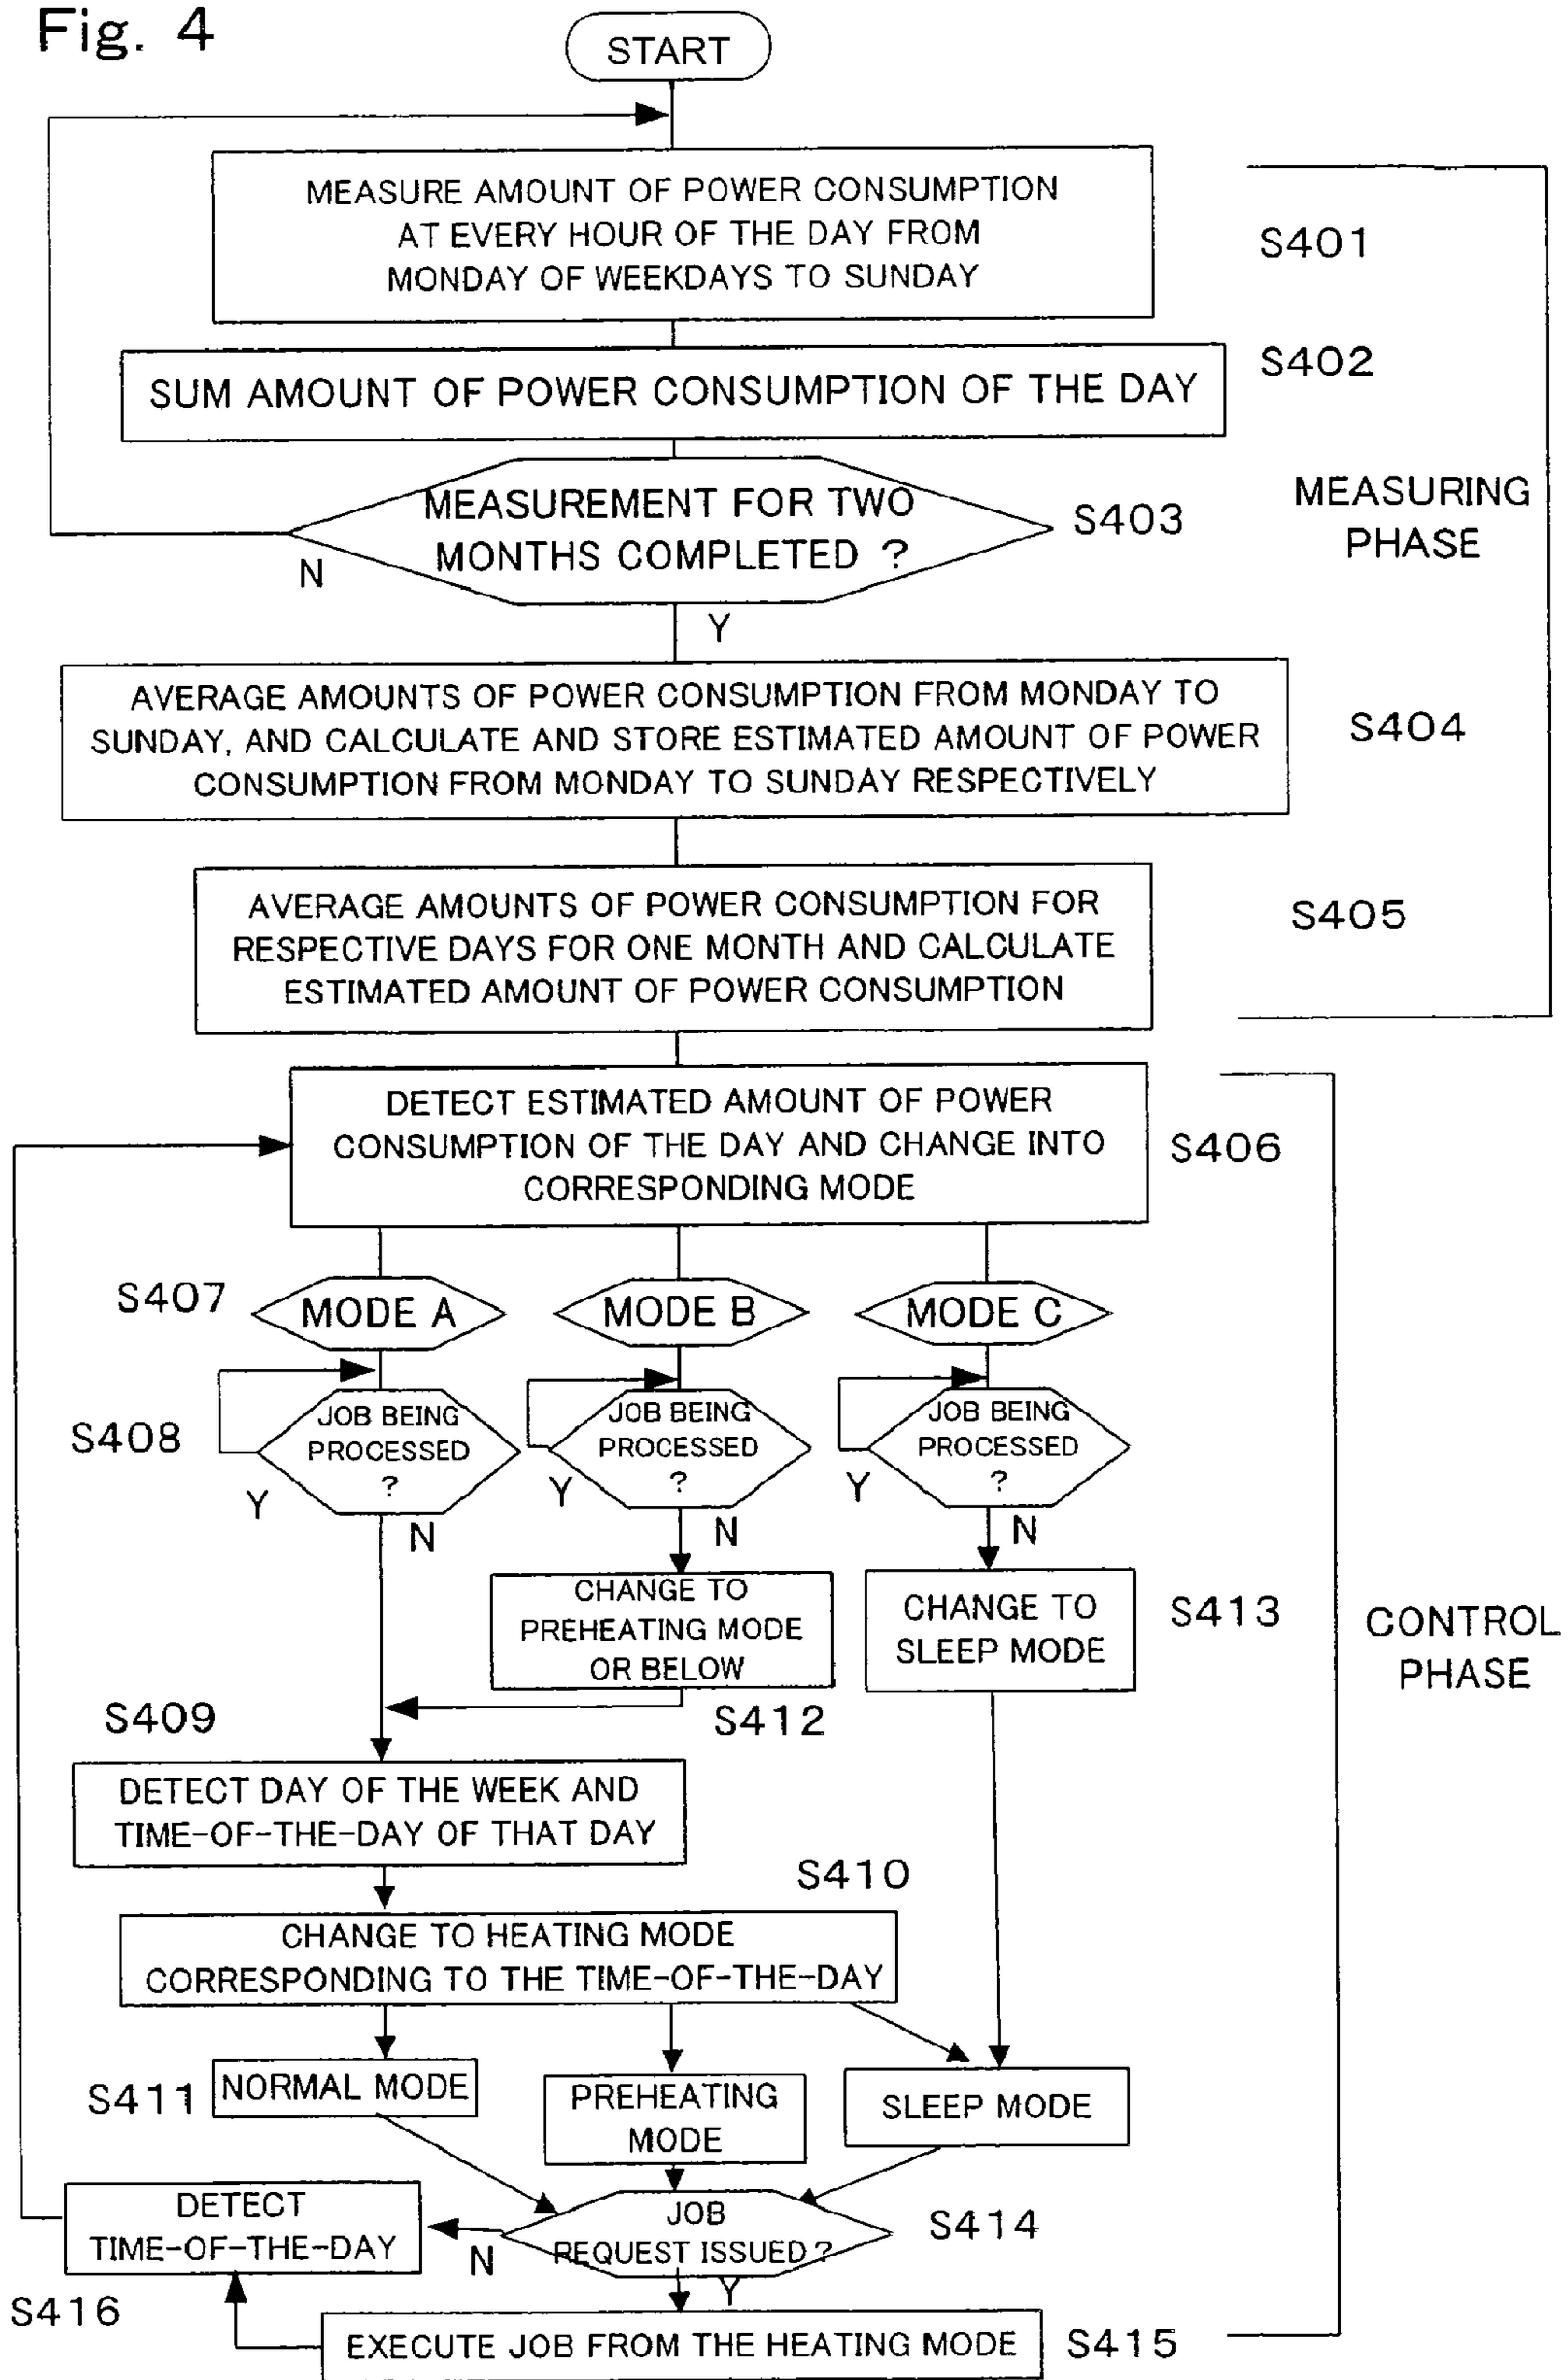 Fig. 4
START
MEASURE AMOUNT OF POWER CONSUMPTION
AT EVERY HOUR OF THE DAY FROM
MONDAY OF WEEKDAYS TO SUNDAY
S401
SUM AMOUNT OF POWER CONSUMPTION OF THE DAY
S402
MEASUREMENT FOR TWO
MONTHS COMPLETED ?
S403
N
Y
MEASURING
PHASE
AVERAGE AMOUNTS OF POWER CONSUMPTION FROM MONDAY TO
SUNDAY, AND CALCULATE AND STORE ESTIMATED AMOUNT OF POWER
CONSUMPTION FROM MONDAY TO SUNDAY RESPECTIVELY
S404
AVERAGE AMOUNTS OF POWER CONSUMPTION FOR
RESPECTIVE DAYS FOR ONE MONTH AND CALCULATE
ESTIMATED AMOUNT OF POWER CONSUMPTION
S405
DETECT ESTIMATED AMOUNT OF POWER
CONSUMPTION OF THE DAY AND CHANGE INTO
CORRESPONDING MODE
S406
S407
MODE A
MODE B
MODE C
S408
JOB BEING
PROCESSED
?
Y
N
JOB BEING
PROCESSED
?
Y
N
JOB BEING
PROCESSED
?
Y
N
CHANGE TO
PREHEATING MODE
OR BELOW
S412
CHANGE TO
SLEEP MODE
S413
CONTROL
PHASE
S409
DETECT DAY OF THE WEEK AND
TIME-OF-THE-DAY OF THAT DAY
S410
CHANGE TO HEATING MODE
CORRESPONDING TO THE TIME-OF-THE-DAY
S411
NORMAL MODE
PREHEATING
MODE
SLEEP MODE
DETECT
TIME-OF-THE-DAY
S416
JOB
REQUEST ISSUED?
S414
N
Y
EXECUTE JOB FROM THE HEATING MODE
S415